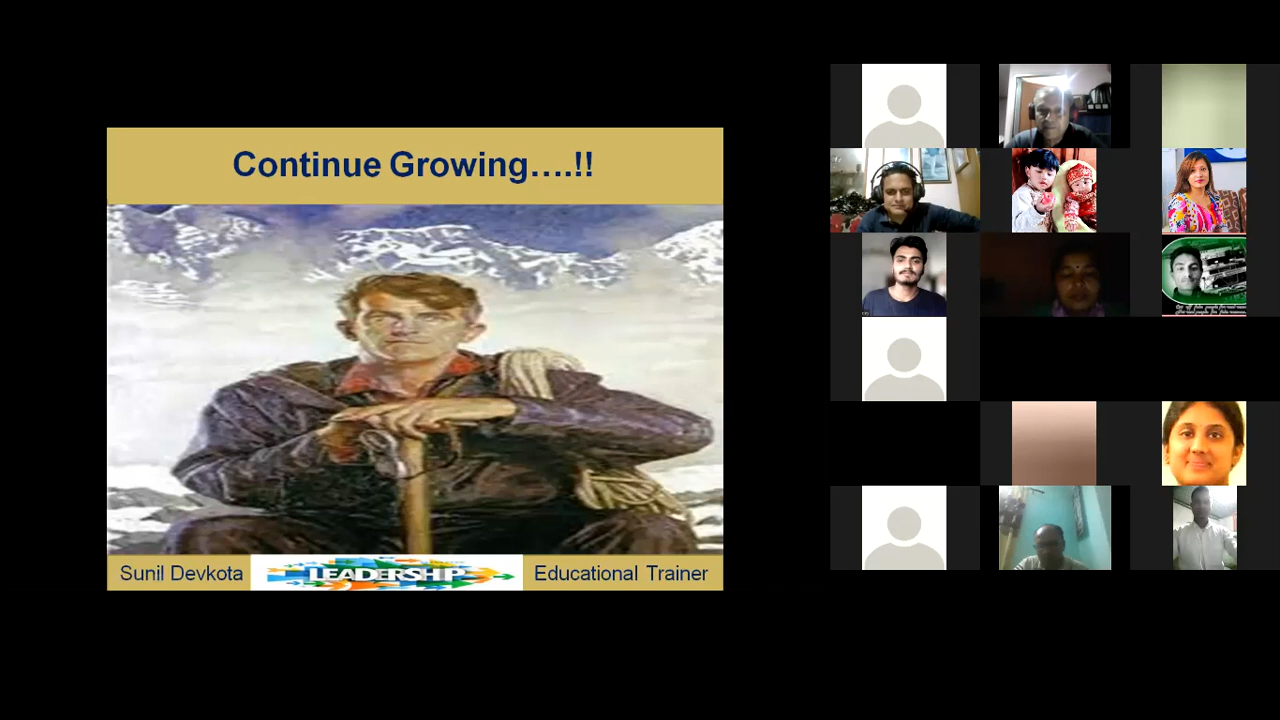 Continue Growing….!!
Sunil Devkota
LEADERSHIP
Educational Trainer